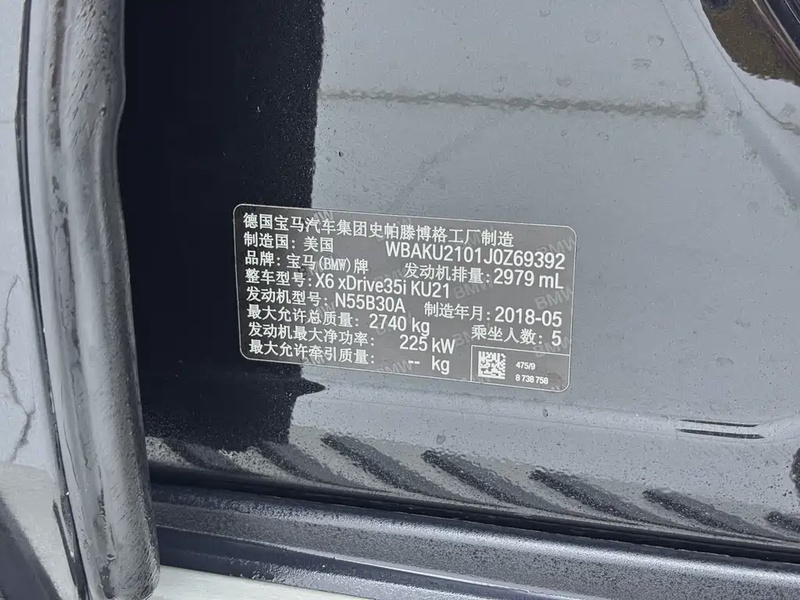 德国宝马汽车集团史帕滕博格工厂制造
制造国：美国 WBAKU2101J0Z69392
品牌：宝马(BMW)牌 发动机排量：2979 mL
整车型号：X6 xDrive35i KU21
发动机型号：N55B30A 制造年月：2018-05
最大允许总质量：2740 kg 乘坐人数：5
发动机最大净功率：225 kW
最大允许牵引质量：-- kg
475/9
8 738 758